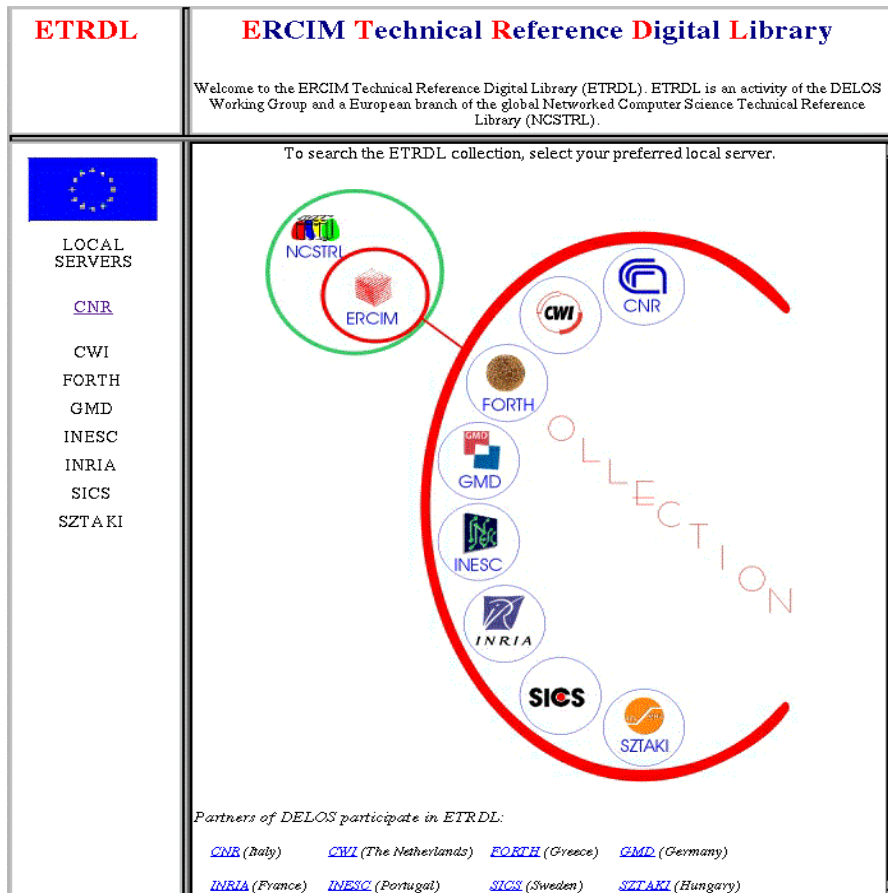 ETRDL
ERCIM Technical Reference Digital Library
Welcome to the ERCIM Technical Reference Digital Library (ETRDL). ETRDL is an activity of the DELOS
Working Group and a European branch of the global Networked Computer Science Technical Reference
Library (NCSTRL).
To search the ETRDL collection, select your preferred local server.
LOCAL
SERVERS
CNR
CWI
FORTH
GMD
INESC
INRIA
SICS
SZTAKI
NCSTRL
ERCIM
CNR
CWI
FORTH
GMD
GMD
INESC
INESC
INRIA
SICS
SZTAKI
OLLECTION
Partners of DELOS participate in ETRDL:
CNR (Italy) CWI (The Netherlands) FORTH (Greece) GMD (Germany)
INRIA (France) INESC (Portugal) SICS (Sweden) SZTAKI (Hungary)